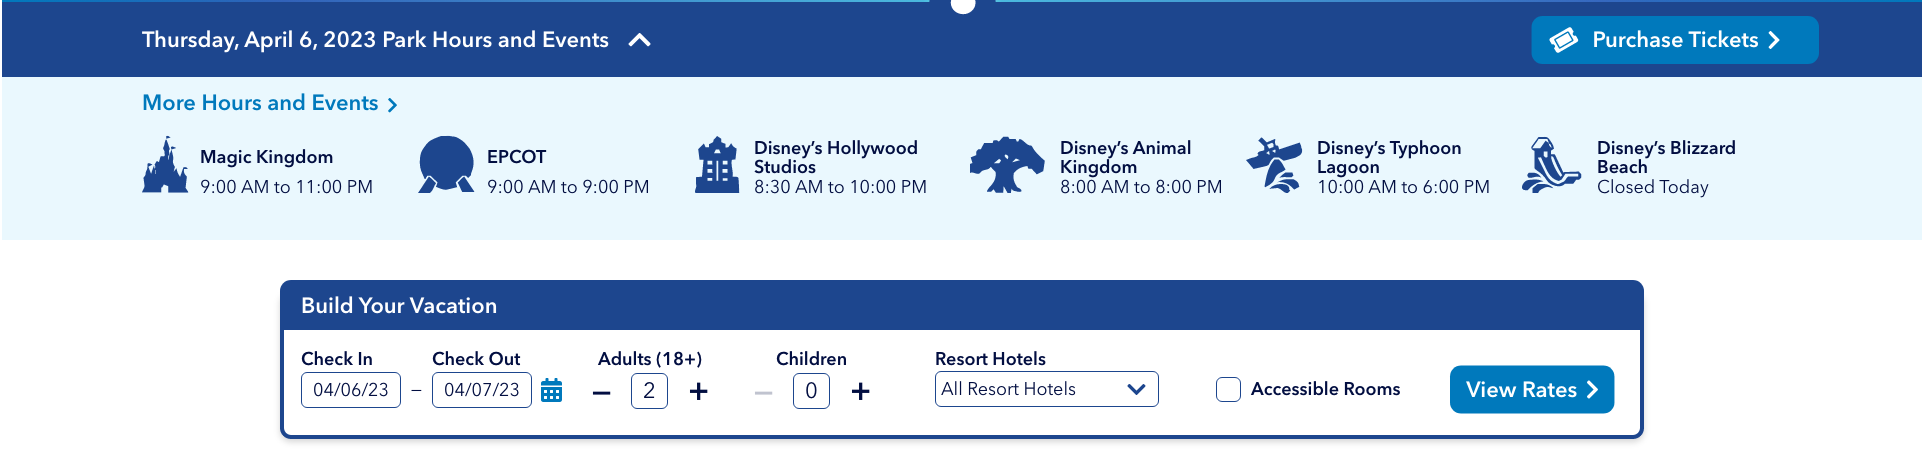 Thursday, April 6, 2023 Park Hours and Events
Purchase Tickets
More Hours and Events
Magic Kingdom
9:00 AM to 11:00 PM
EPCOT
9:00 AM to 9:00 PM
Disney's Hollywood
Studios
8:30 AM to 10:00 PM
Disney's Animal
Kingdom
8:00 AM to 8:00 PM
Disney's Typhoon
Lagoon
10:00 AM to 6:00 PM
Disney's Blizzard
Beach
Closed Today
Build Your Vacation
Check In
04/06/23
–
Check Out
04/07/23
Adults (18+)
– 2 +
Children
– 0 +
Resort Hotels
All Resort Hotels
Accessible Rooms
View Rates